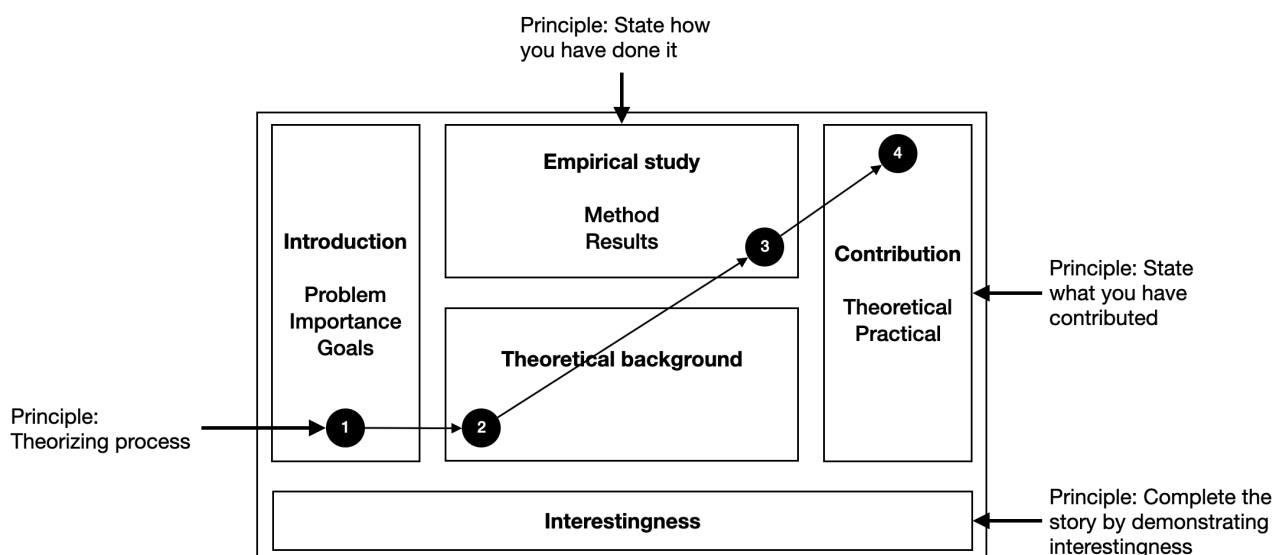 Principle: State how
you have done it
Empirical study
Method
Results
4
3
Introduction
Problem
Importance
Goals
Contribution
Theoretical
Practical
Principle: State
what you have
contributed
Theoretical background
Principle:
Theorizing process
1
2
Interestingness
Principle: Complete the
story by demonstrating
interestingness